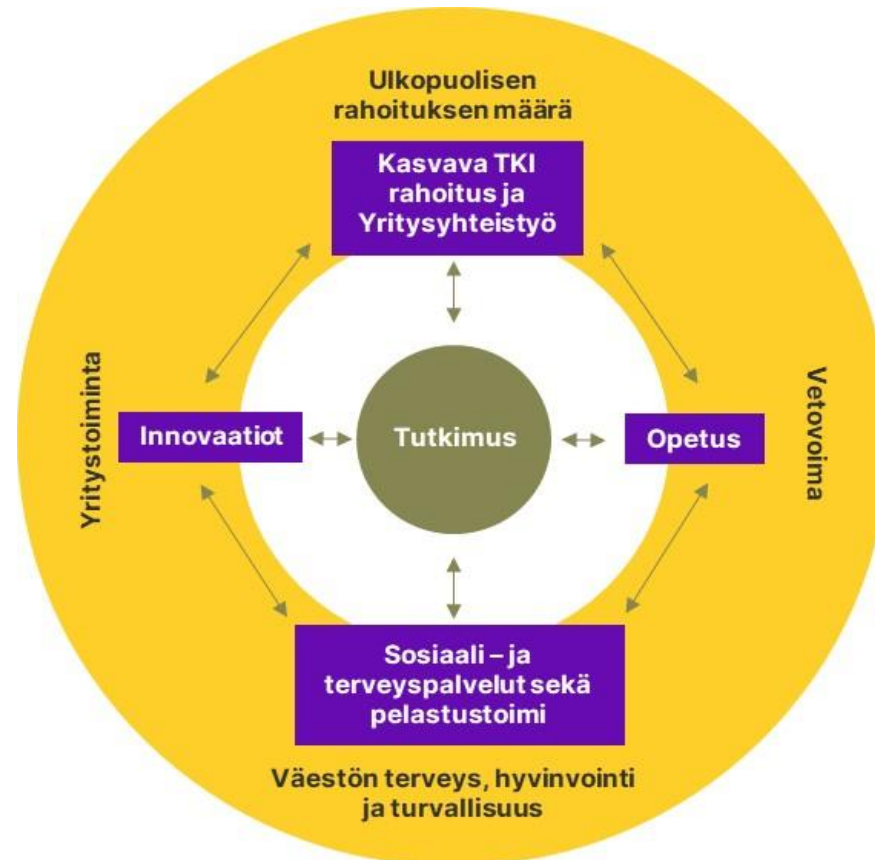 Ulkopuolisen
rahoituksen määrä
Kasvava TKI
rahoitus ja
Yritysyhteistyö
Yritystoiminta
Innovaatiot
Tutkimus
Opetus
Vetovoima
Sosiaali – ja
terveyspalvelut sekä
pelastustoimi
Väestön terveys, hyvinvointi
ja turvallisuus